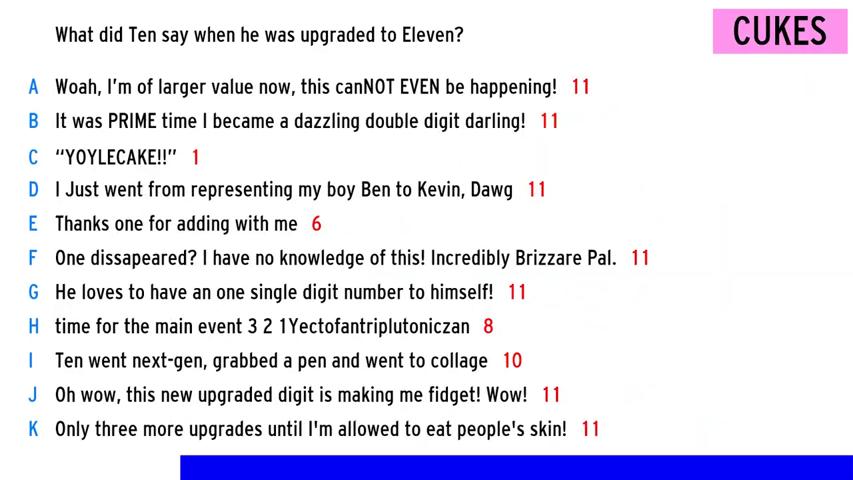 What did Ten say when he was upgraded to Eleven?
CUKES
A Woah, I'm of larger value now, this canNOT EVEN be happening! 11
B It was PRIME time I became a dazzling double digit darling! 11
C “YOYLECAKE!!” 1
D I Just went from representing my boy Ben to Kevin, Dawg 11
E Thanks one for adding with me 6
F One dissapeared? I have no knowledge of this! Incredibly Brizzare Pal. 11
G He loves to have an one single digit number to himself! 11
H time for the main event 3 2 1Yectofantriplutoniczan 8
I Ten went next-gen, grabbed a pen and went to collage 10
J Oh wow, this new upgraded digit is making me fidget! Wow! 11
K Only three more upgrades until I'm allowed to eat people's skin! 11